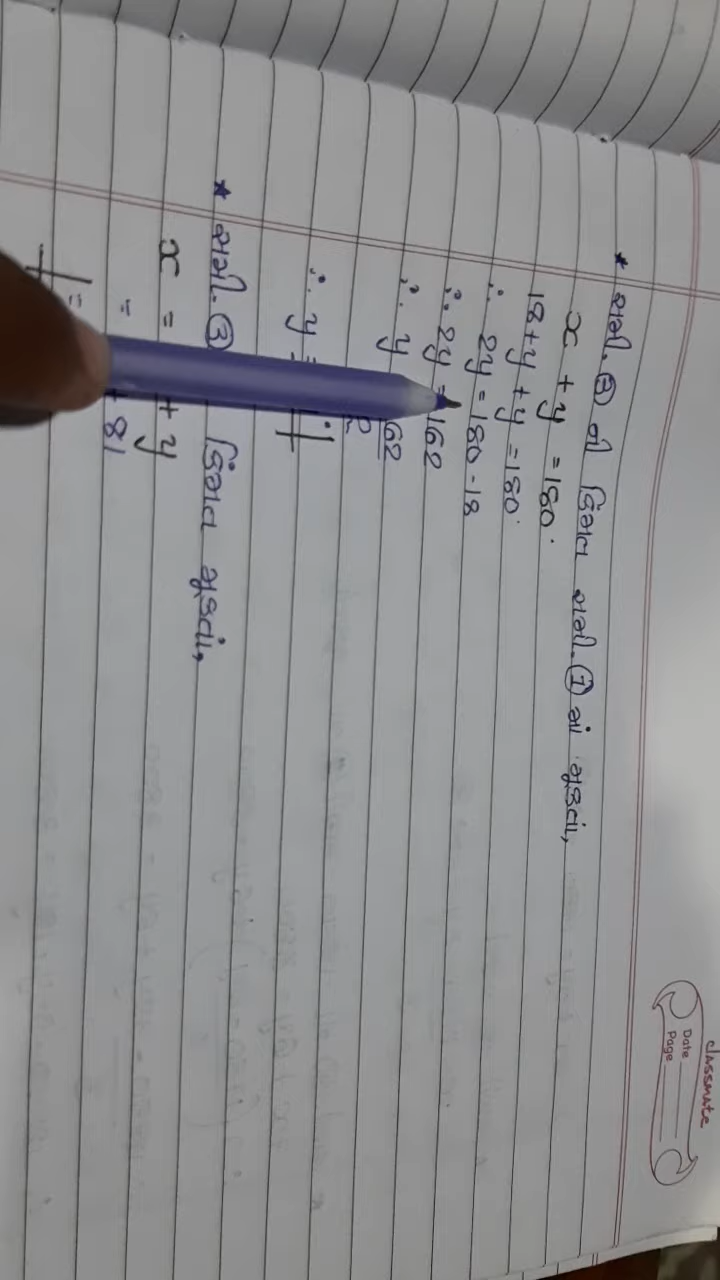 classmate
Date
Page
* સમી. ③ ની કિંમત સમી. ① માં મૂકતાં,
x + y = 180.
18 + y + y = 180.
∴ 2y = 180 - 18
∴ 2y = 162
∴ y 62
2
∴ y =
* સમી. ③ કિંમત મૂકતાં,
x = + y
= + 81